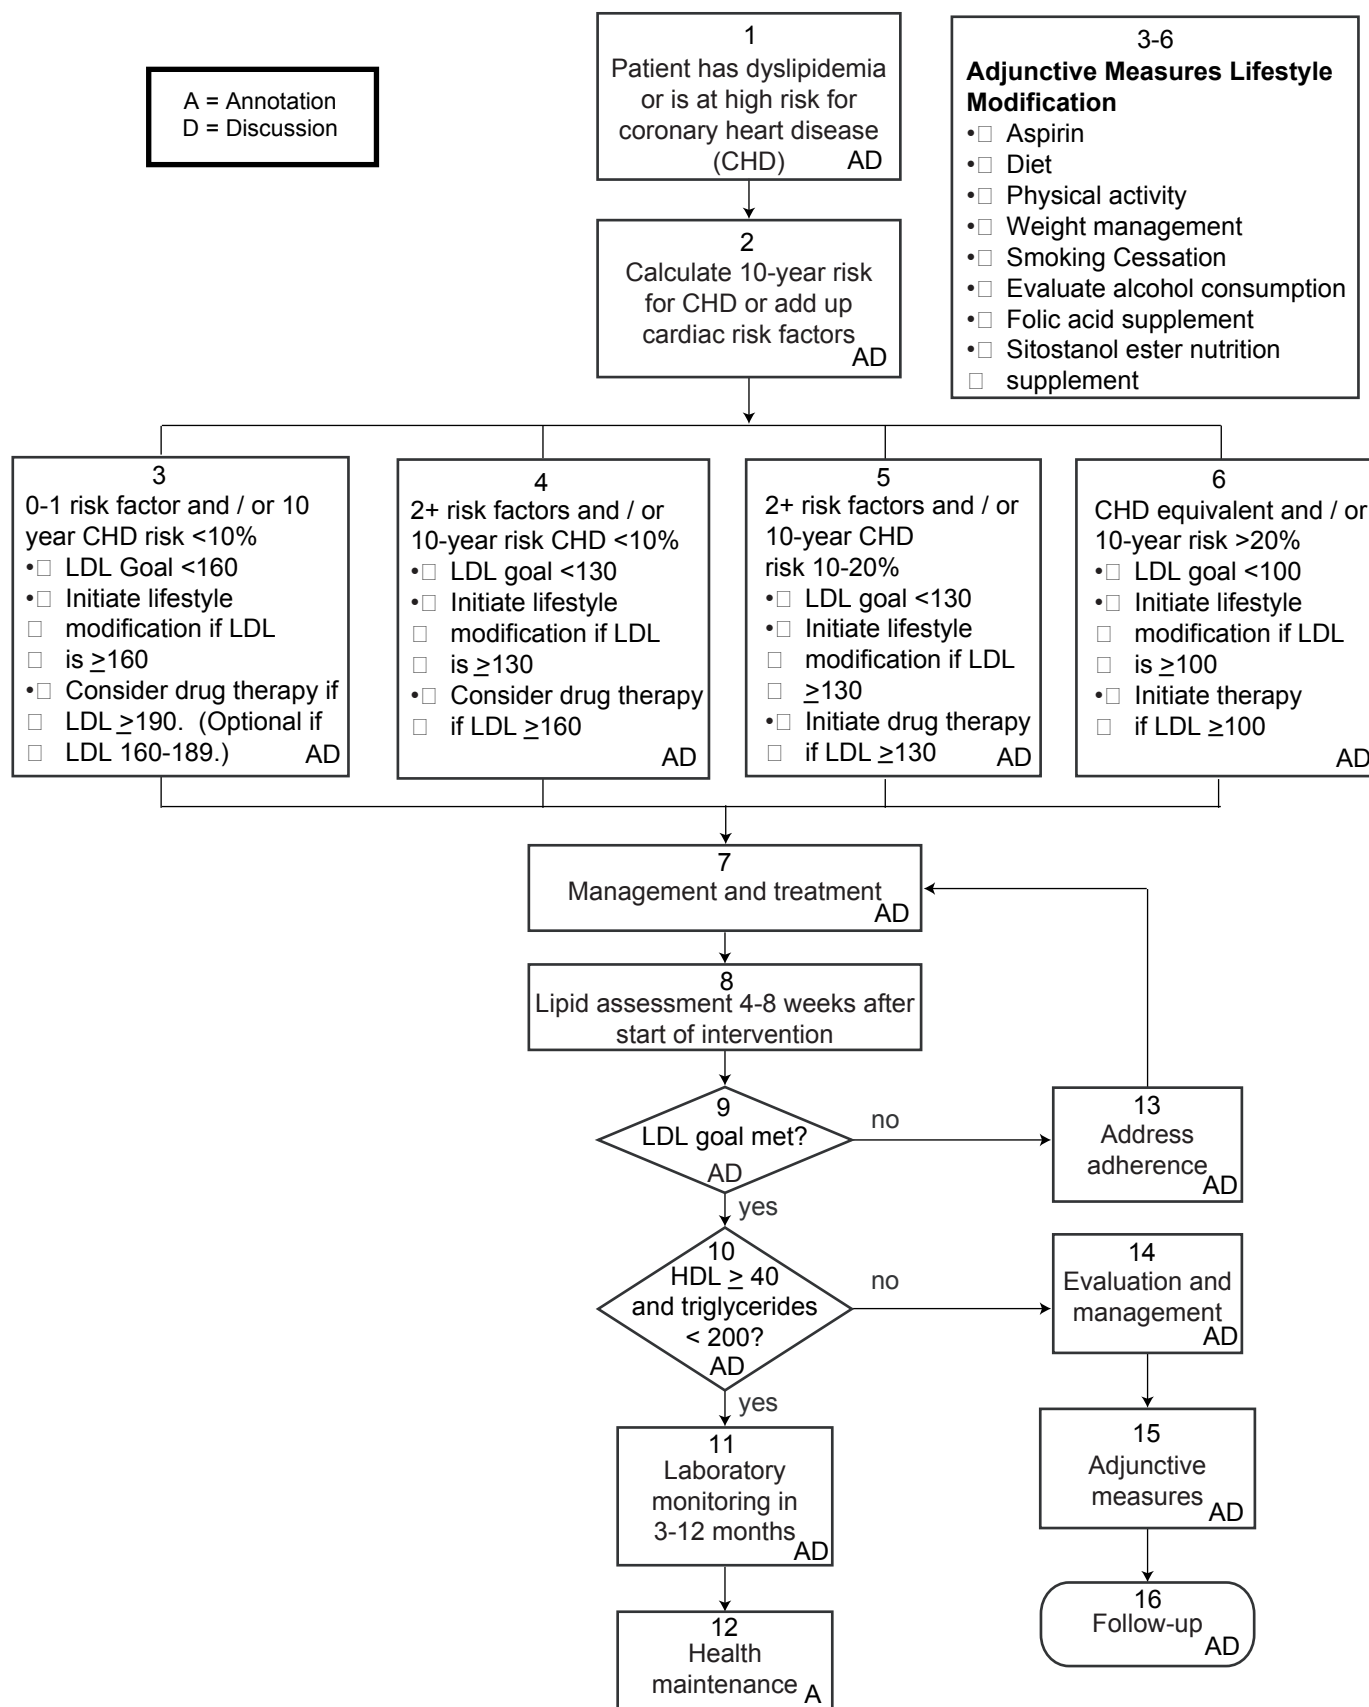 A = Annotation
D = Discussion
1
Patient has dyslipidemia
or is at high risk for
coronary heart disease
(CHD) AD
3-6
Adjunctive Measures Lifestyle
Modification
•□ Aspirin
•□ Diet
•□ Physical activity
•□ Weight management
•□ Smoking Cessation
•□ Evaluate alcohol consumption
•□ Folic acid supplement
•□ Sitostanol ester nutrition
□ supplement
2
Calculate 10-year risk
for CHD or add up
cardiac risk factors
AD
3
0-1 risk factor and / or 10
year CHD risk <10%
•□ LDL Goal <160
•□ Initiate lifestyle
□ modification if LDL
□ is ≥160
•□ Consider drug therapy if
□ LDL ≥190. (Optional if
□ LDL 160-189.) AD
4
2+ risk factors and / or
10-year risk CHD <10%
•□ LDL goal <130
•□ Initiate lifestyle
□ modification if LDL
□ is ≥130
•□ Consider drug therapy
□ if LDL ≥160
AD
5
2+ risk factors and / or
10-year CHD
risk 10-20%
•□ LDL goal <130
•□ Initiate lifestyle
□ modification if LDL
□ ≥130
•□ Initiate drug therapy
□ if LDL ≥130
AD
6
CHD equivalent and / or
10-year risk >20%
•□ LDL goal <100
•□ Initiate lifestyle
□ modification if LDL
□ is ≥100
•□ Initiate therapy
□ if LDL ≥100
AD
7
Management and treatment
AD
8
Lipid assessment 4-8 weeks after
start of intervention
9
LDL goal met?
AD
no
yes
13
Address
adherence
AD
10
HDL ≥ 40
and triglycerides
< 200?
AD
no
yes
14
Evaluation and
management
AD
11
Laboratory
monitoring in
3-12 months
AD
15
Adjunctive
measures
AD
12
Health
maintenance A
16
Follow-up
AD